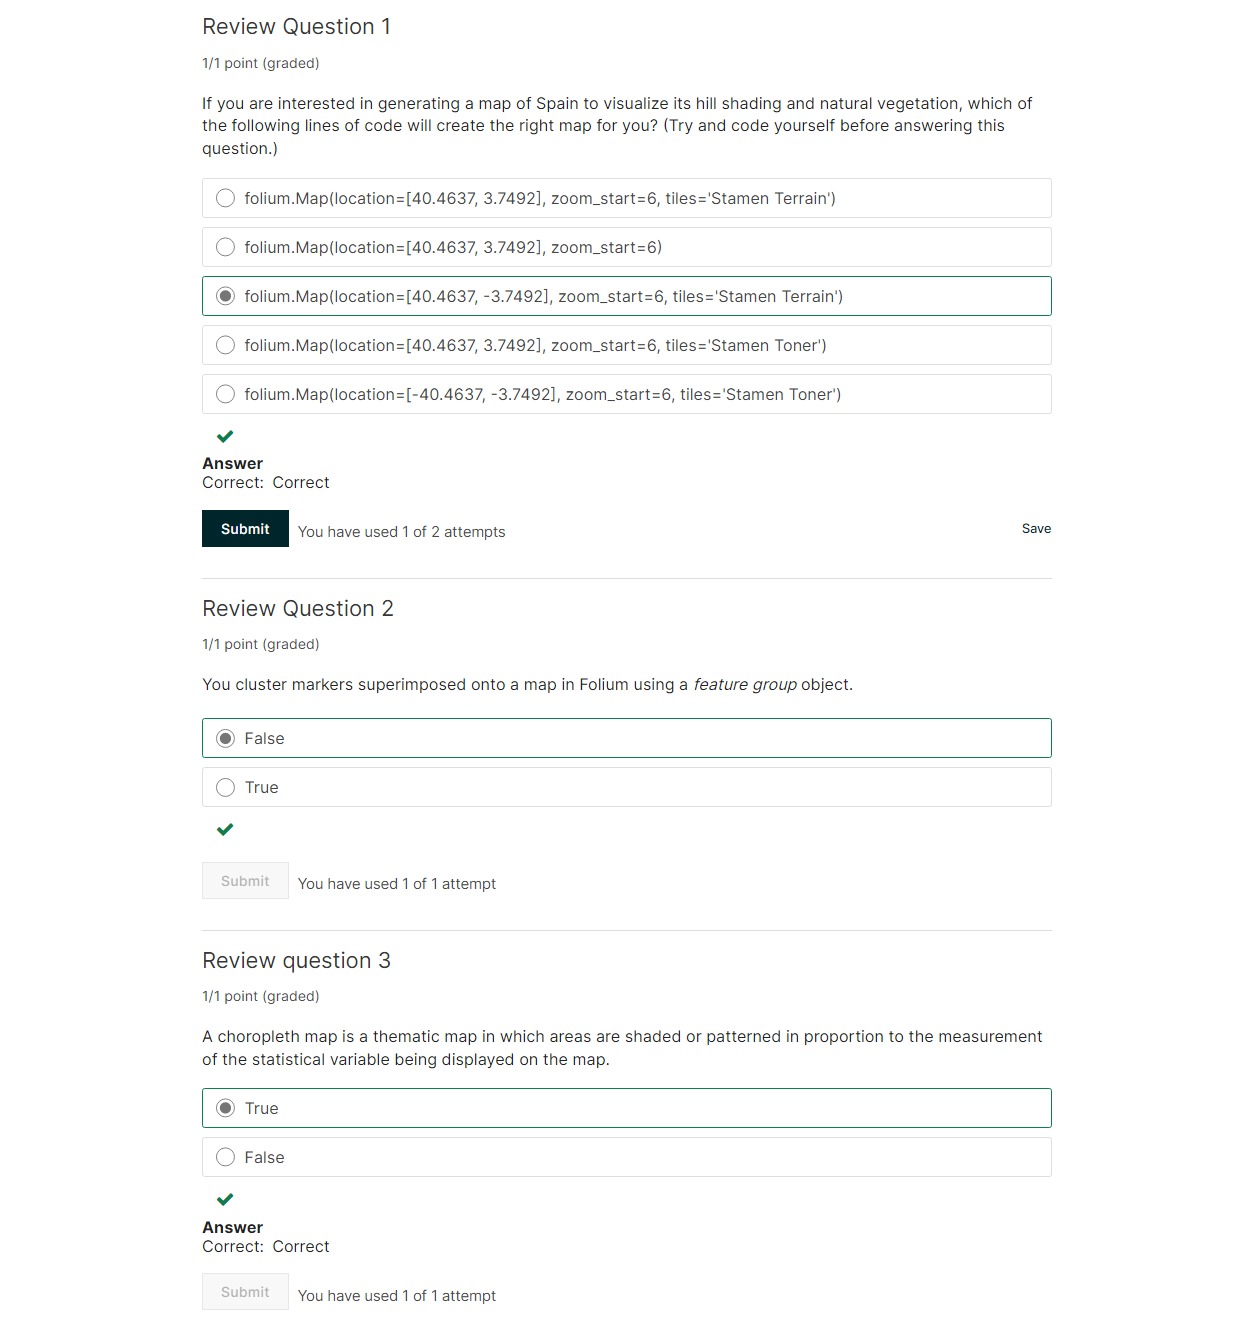 Review Question 1
1/1 point (graded)
If you are interested in generating a map of Spain to visualize its hill shading and natural vegetation, which of
the following lines of code will create the right map for you? (Try and code yourself before answering this
question.)
folium.Map(location=[40.4637, 3.7492], zoom_start=6, tiles='Stamen Terrain')
folium.Map(location=[40.4637, 3.7492], zoom_start=6)
folium.Map(location=[40.4637, -3.7492], zoom_start=6, tiles='Stamen Terrain')
folium.Map(location=[40.4637, 3.7492], zoom_start=6, tiles='Stamen Toner')
folium.Map(location=[-40.4637, -3.7492], zoom_start=6, tiles='Stamen Toner')
Answer
Correct: Correct
Submit You have used 1 of 2 attempts Save
Review Question 2
1/1 point (graded)
You cluster markers superimposed onto a map in Folium using a feature group object.
False
True
Submit You have used 1 of 1 attempt
Review question 3
1/1 point (graded)
A choropleth map is a thematic map in which areas are shaded or patterned in proportion to the measurement
of the statistical variable being displayed on the map.
True
False
Answer
Correct: Correct
Submit You have used 1 of 1 attempt